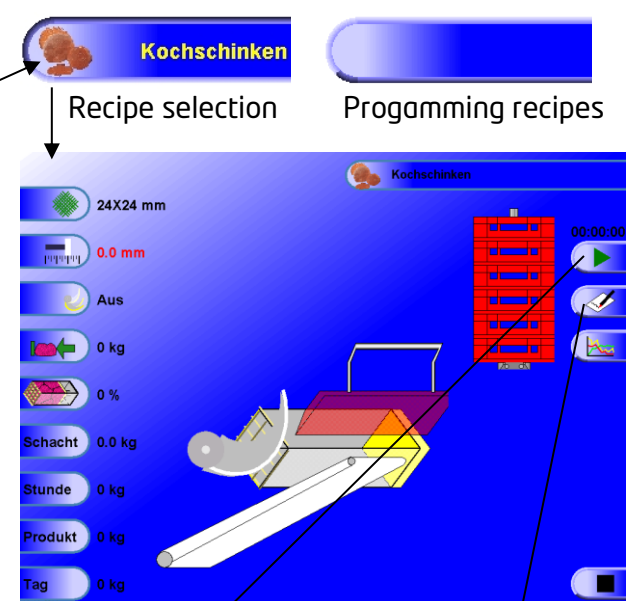 Kochschinken
Recipe selection
Progamming recipes
Kochschinken
24X24 mm
00:00:00
0.0 mm
Aus
0 kg
0 %
Schacht 0.0 kg
Stunde 0 kg
Produkt 0 kg
Tag 0 kg